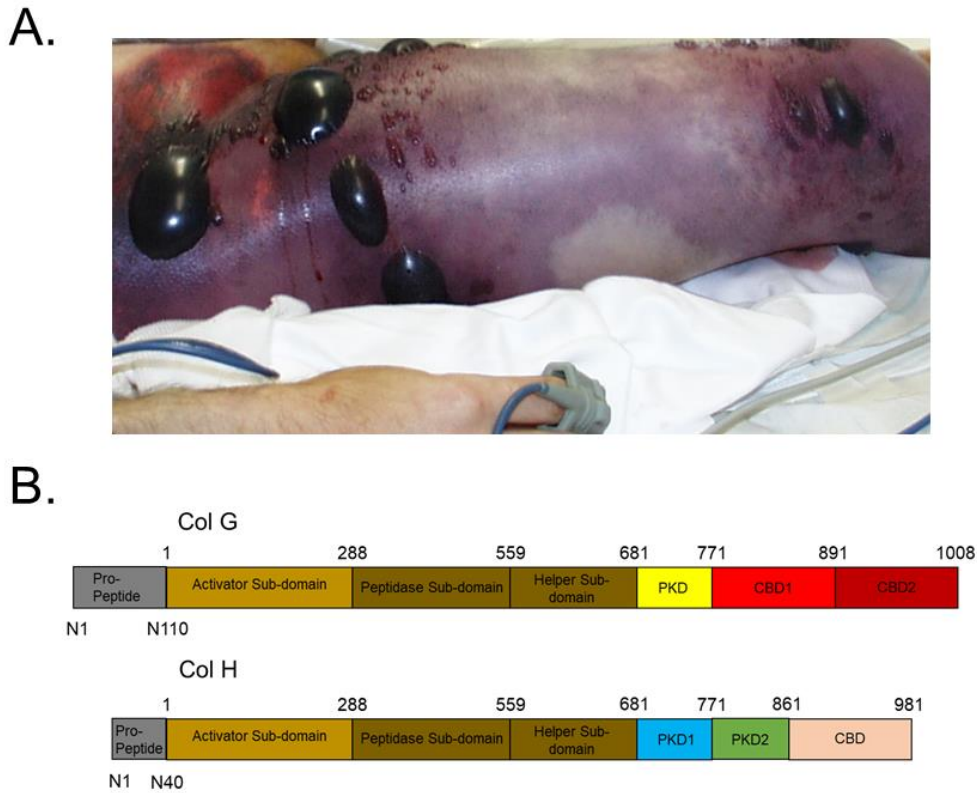 A.
B.
Col G
1 288 559 681 771 891 1008
Pro-
Peptide
Activator Sub-domain
Peptidase Sub-domain
Helper Sub-
domain
PKD
CBD1
CBD2
N1 N110
Col H
1 288 559 681 771 861 981
Pro-
Peptide
Activator Sub-domain
Peptidase Sub-domain
Helper Sub-
domain
PKD1
PKD2
CBD
N1 N40